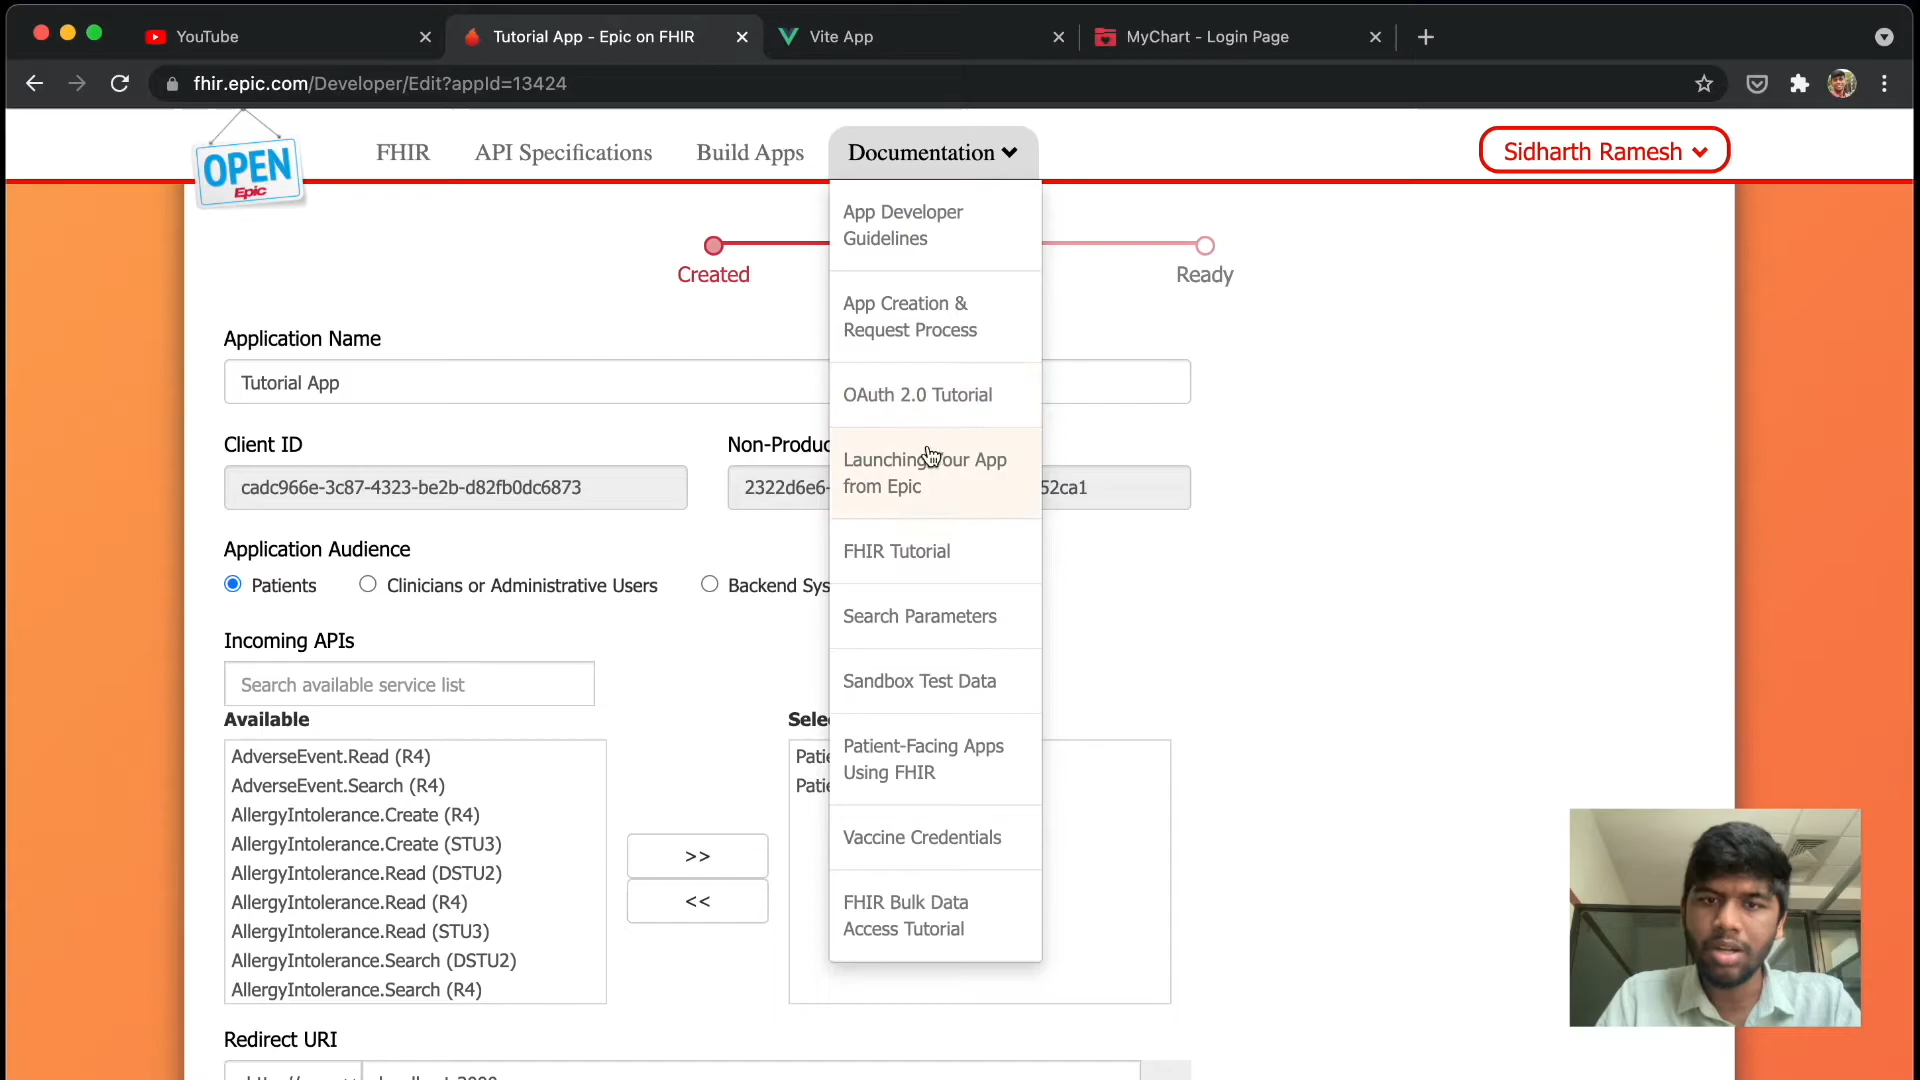 YouTube
Tutorial App - Epic on FHIR
Vite App
MyChart - Login Page
fhir.epic.com/Developer/Edit?appId=13424
OPEN
Epic
FHIR
API Specifications
Build Apps
Documentation
Sidharth Ramesh
App Developer
Guidelines
App Creation &
Request Process
OAuth 2.0 Tutorial
Launching Your App
from Epic
FHIR Tutorial
Search Parameters
Sandbox Test Data
Patient-Facing Apps
Using FHIR
Vaccine Credentials
FHIR Bulk Data
Access Tutorial
Created
Ready
Application Name
Tutorial App
Client ID
Non-Produc
cadc966e-3c87-4323-be2b-d82fb0dc6873
2322d6e6- 52ca1
Application Audience
Patients
Clinicians or Administrative Users
Backend Sys
Incoming APIs
Search available service list
Available
Sele
AdverseEvent.Read (R4)
AdverseEvent.Search (R4)
AllergyIntolerance.Create (R4)
AllergyIntolerance.Create (STU3)
AllergyIntolerance.Read (DSTU2)
AllergyIntolerance.Read (R4)
AllergyIntolerance.Read (STU3)
AllergyIntolerance.Search (DSTU2)
AllergyIntolerance.Search (R4)
>>
<<
Patie
Patie
Redirect URI